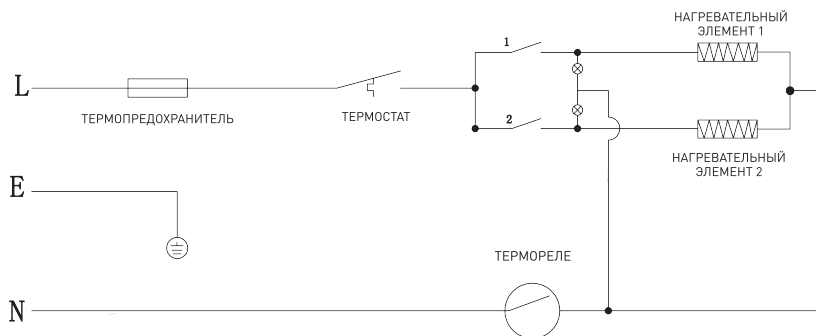 НАГРЕВАТЕЛЬНЫЙ
ЭЛЕМЕНТ 1
1
L
ТЕРМОПРЕДОХРАНИТЕЛЬ
ТЕРМОСТАТ
2
НАГРЕВАТЕЛЬНЫЙ
ЭЛЕМЕНТ 2
E
ТЕРМОРЕЛЕ
N